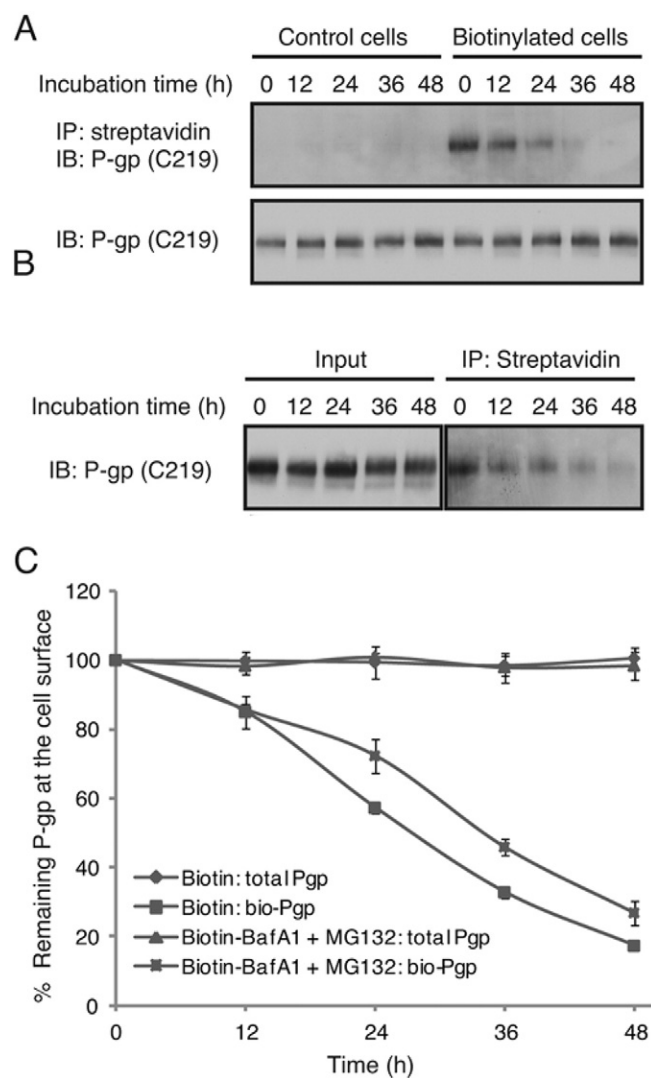 A
Control cells Biotinylated cells
Incubation time (h) 0 12 24 36 48 0 12 24 36 48
IP: streptavidin
IB: P-gp (C219)
IB: P-gp (C219)
B
Input IP: Streptavidin
Incubation time (h) 0 12 24 36 48 0 12 24 36 48
IB: P-gp (C219)
C
% Remaining P-gp at the cell surface
120
100
80
60
40
20
0
Biotin: total Pgp
Biotin: bio-Pgp
Biotin-BafA1 + MG132: total Pgp
Biotin-BafA1 + MG132: bio-Pgp
0 12 24 36 48
Time (h)